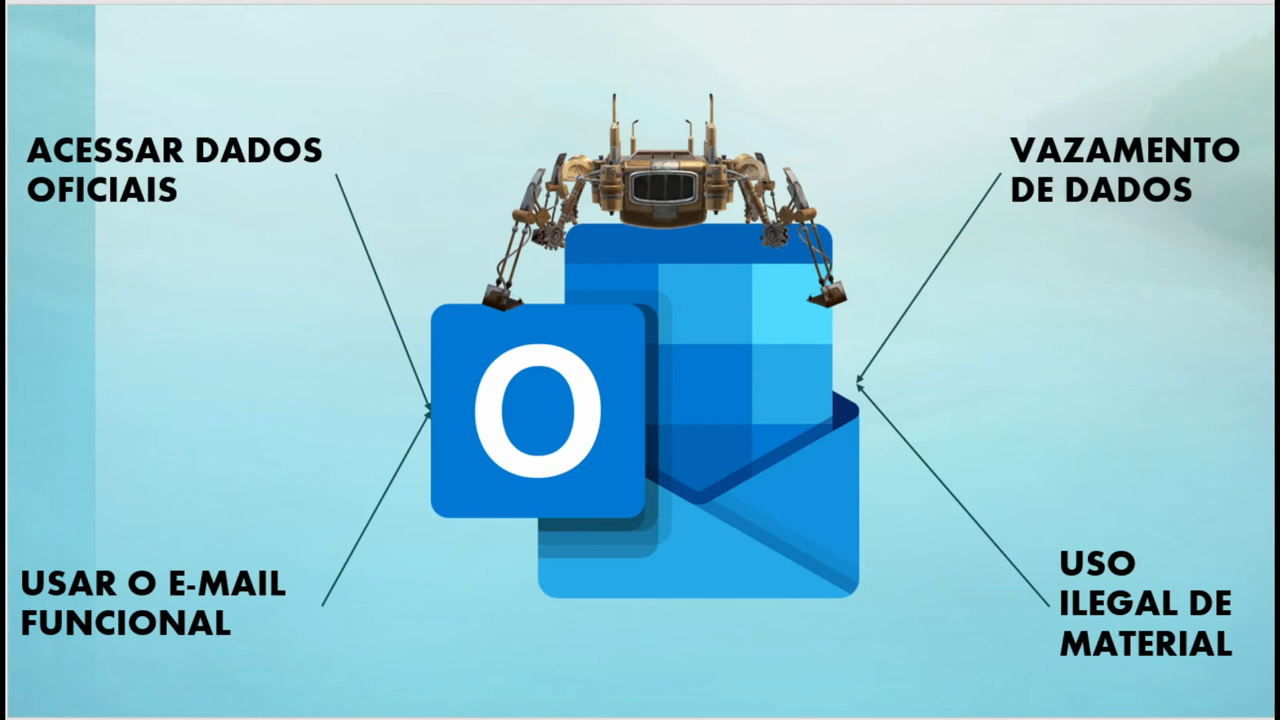 ACESSAR DADOS
OFICIAIS
VAZAMENTO
DE DADOS
O
USAR O E-MAIL
FUNCIONAL
USO
ILEGAL DE
MATERIAL